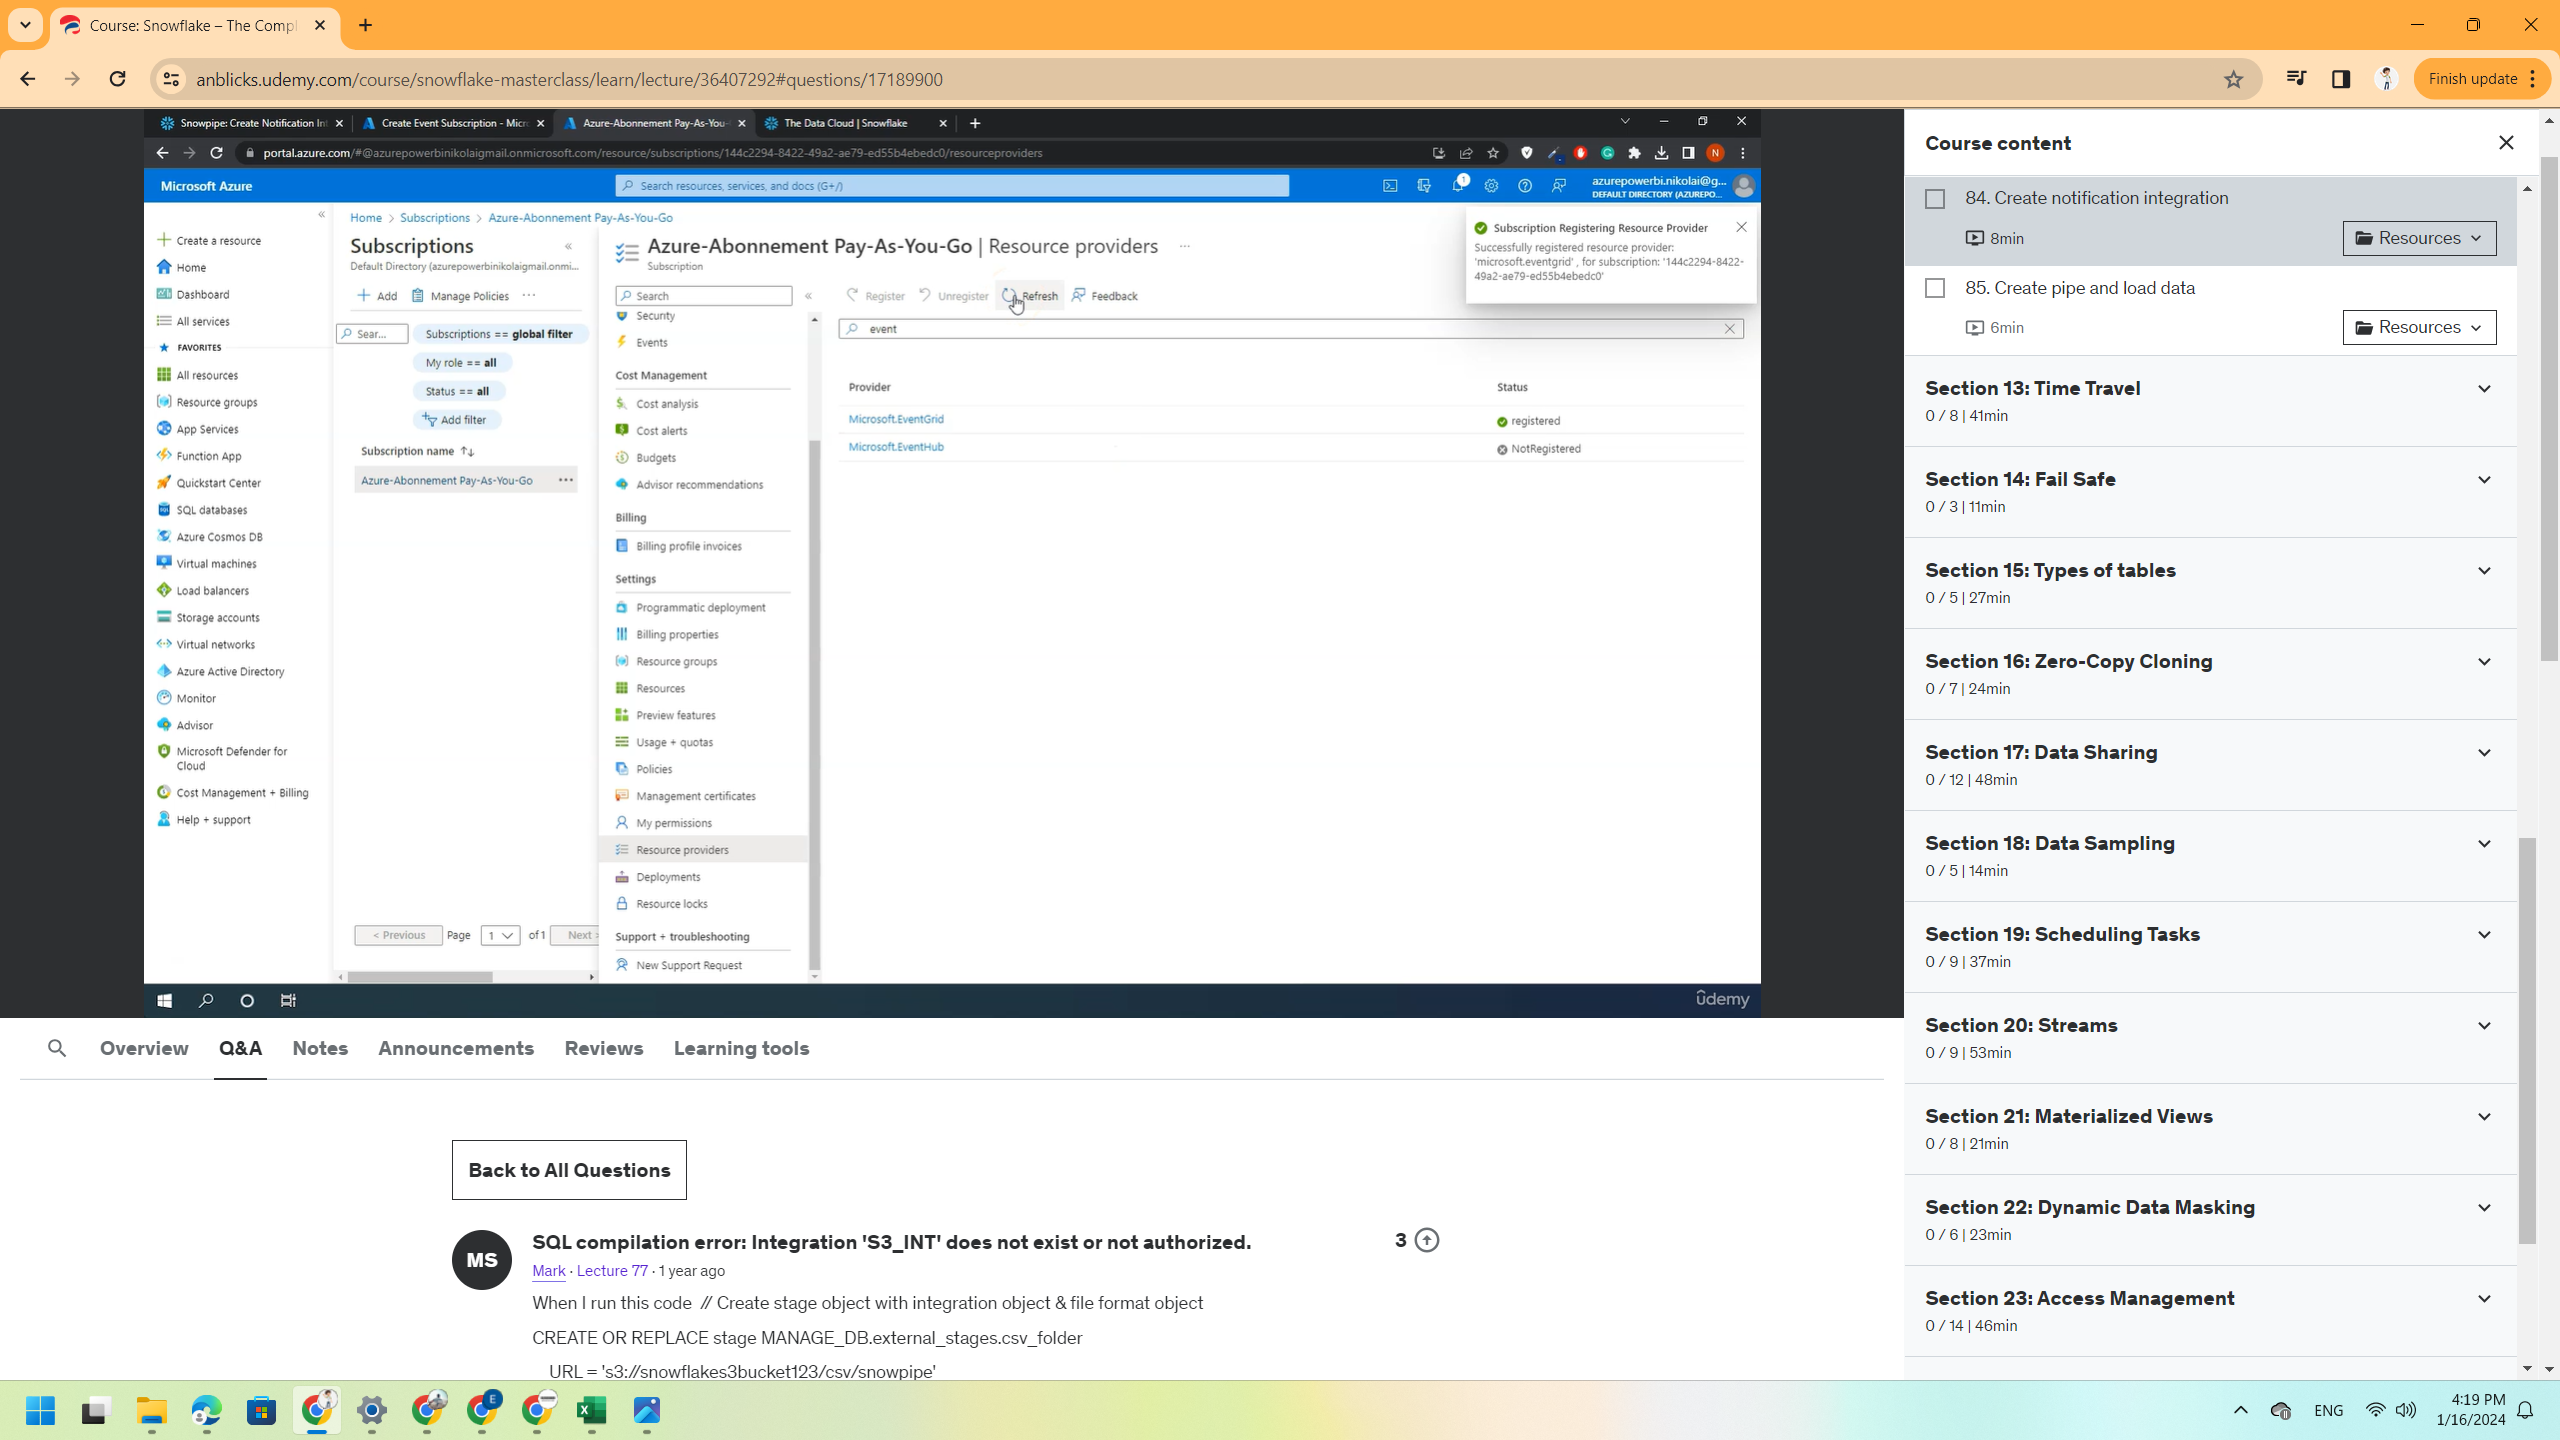 Course: Snowflake – The Compl
anblicks.udemy.com/course/snowflake-masterclass/learn/lecture/36407292#questions/17189900
Finish update
Snowpipe: Create Notification In
Create Event Subscription - Micr
Azure-Abonnement Pay-As-You-
The Data Cloud | Snowflake
portal.azure.com/#@azurepowerbinikolaigmail.onmicrosoft.com/resource/subscriptions/144c2294-8422-49a2-ae79-ed55b4ebedc0/resourceproviders
N
Microsoft Azure
Search resources, services, and docs (G+/)
1
azurepowerbi.nikolai@g...
DEFAULT DIRECTORY (AZUREPO...
Create a resource
Home
Dashboard
All services
FAVORITES
All resources
Resource groups
App Services
Function App
Quickstart Center
SQL databases
Azure Cosmos DB
Virtual machines
Load balancers
Storage accounts
Virtual networks
Azure Active Directory
Monitor
Advisor
Microsoft Defender for
Cloud
Cost Management + Billing
Help + support
Home > Subscriptions > Azure-Abonnement Pay-As-You-Go
Subscriptions
Default Directory (azurepowerbinikolaigmail.onmi...
Add
Manage Policies
Sear...
Subscriptions == global filter
My role == all
Status == all
Add filter
Subscription name
Azure-Abonnement Pay-As-You-Go
< Previous
Page
1
of 1
Next >
Azure-Abonnement Pay-As-You-Go | Resource providers
Subscription
Search
Security
Events
Cost Management
Cost analysis
Cost alerts
Budgets
Advisor recommendations
Billing
Billing profile invoices
Settings
Programmatic deployment
Billing properties
Resource groups
Resources
Preview features
Usage + quotas
Policies
Management certificates
My permissions
Resource providers
Deployments
Resource locks
Support + troubleshooting
New Support Request
Register
Unregister
Refresh
Feedback
event
Provider
Status
Microsoft.EventGrid
registered
Microsoft.EventHub
NotRegistered
Subscription Registering Resource Provider
Successfully registered resource provider:
'microsoft.eventgrid' , for subscription: '144c2294-8422-
49a2-ae79-ed55b4ebedc0'
udemy
Overview
Q&A
Notes
Announcements
Reviews
Learning tools
Back to All Questions
MS
SQL compilation error: Integration 'S3_INT' does not exist or not authorized.
3
Mark · Lecture 77 · 1 year ago
When I run this code // Create stage object with integration object & file format object
CREATE OR REPLACE stage MANAGE_DB.external_stages.csv_folder
URL = 's3://snowflakes3bucket123/csv/snowpipe'
Course content
84. Create notification integration
8min
Resources
85. Create pipe and load data
6min
Resources
Section 13: Time Travel
0 / 8 | 41min
Section 14: Fail Safe
0 / 3 | 11min
Section 15: Types of tables
0 / 5 | 27min
Section 16: Zero-Copy Cloning
0 / 7 | 24min
Section 17: Data Sharing
0 / 12 | 48min
Section 18: Data Sampling
0 / 5 | 14min
Section 19: Scheduling Tasks
0 / 9 | 37min
Section 20: Streams
0 / 9 | 53min
Section 21: Materialized Views
0 / 8 | 21min
Section 22: Dynamic Data Masking
0 / 6 | 23min
Section 23: Access Management
0 / 14 | 46min
E
ENG
4:19 PM
1/16/2024